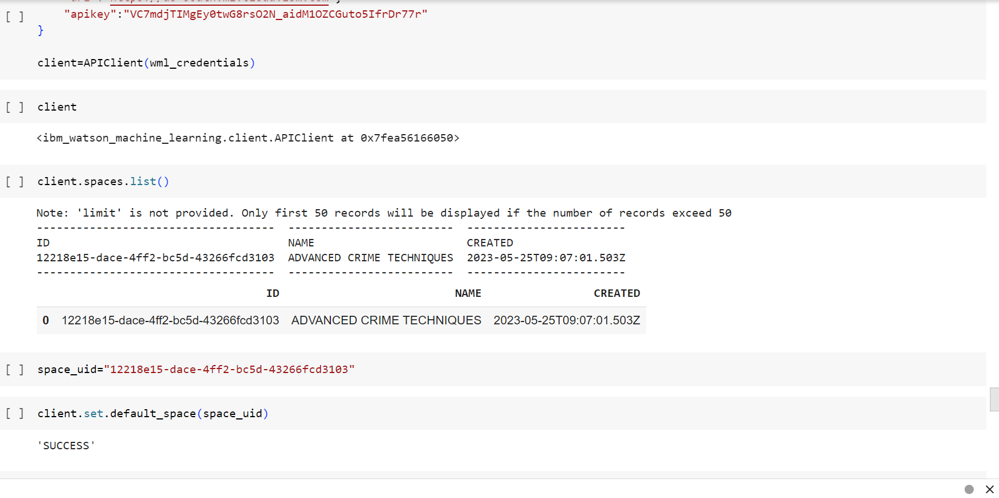 [ ] "apikey":"VC7mdjTIMgEy0twG8rsO2N_aidM1OZCGuto5IfrDr77r"
}
client=APIClient(wml_credentials)
[ ] client
<ibm_watson_machine_learning.client.APIClient at 0x7fea56166050>
[ ] client.spaces.list()
Note: 'limit' is not provided. Only first 50 records will be displayed if the number of records exceed 50
------------------------------------  -------------------------  ------------------------
ID NAME CREATED
12218e15-dace-4ff2-bc5d-43266fcd3103 ADVANCED CRIME TECHNIQUES 2023-05-25T09:07:01.503Z
------------------------------------  -------------------------  ------------------------
ID NAME CREATED
0 12218e15-dace-4ff2-bc5d-43266fcd3103 ADVANCED CRIME TECHNIQUES 2023-05-25T09:07:01.503Z
[ ] space_uid="12218e15-dace-4ff2-bc5d-43266fcd3103"
[ ] client.set.default_space(space_uid)
'SUCCESS'